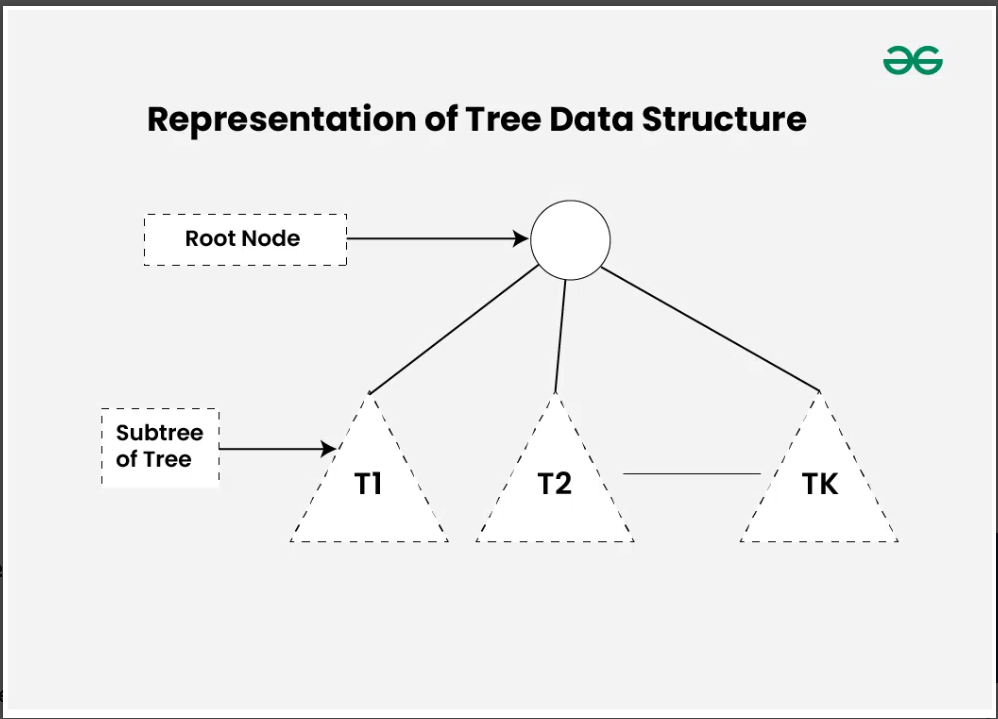 Representation of Tree Data Structure
Root Node
Subtree
of Tree
T1
T2
TK